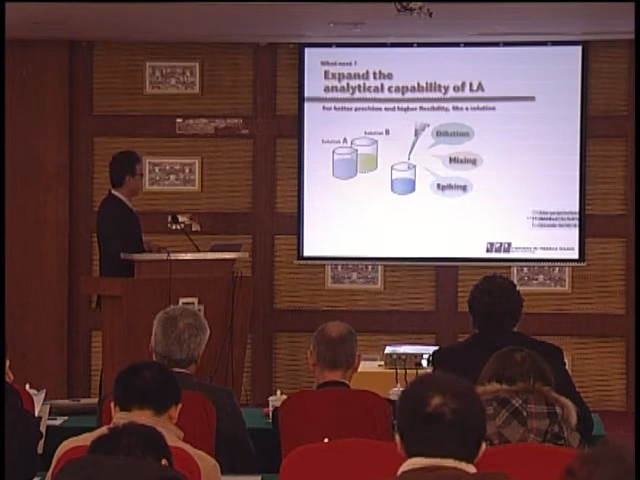 What next ?
Expand the
analytical capability of LA
For better precision and higher flexibility, like a solution
Solution A
Solution B
Dilution
Mixing
Spiking